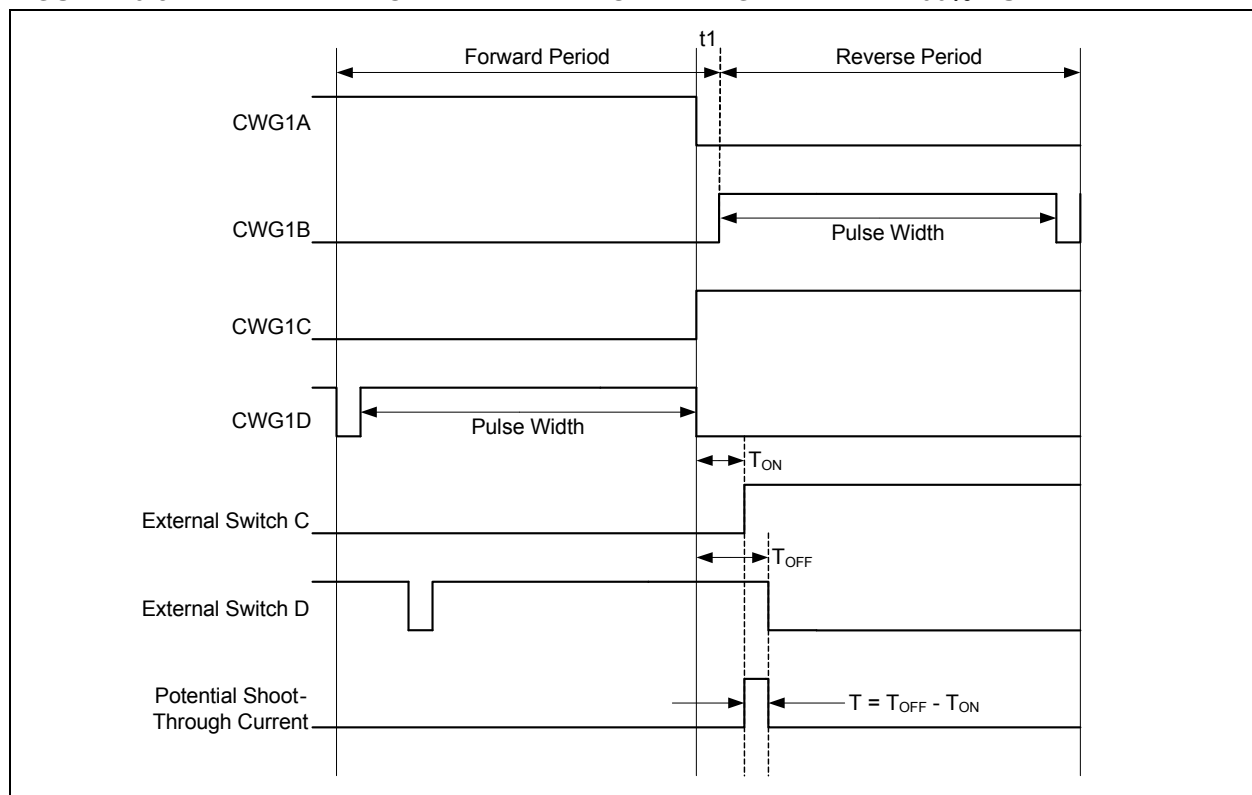 t1
Forward Period
Reverse Period
CWG1A
CWG1B
Pulse Width
CWG1C
CWG1D
Pulse Width
TON
External Switch C
TOFF
External Switch D
Potential Shoot-
Through Current
T = TOFF - TON